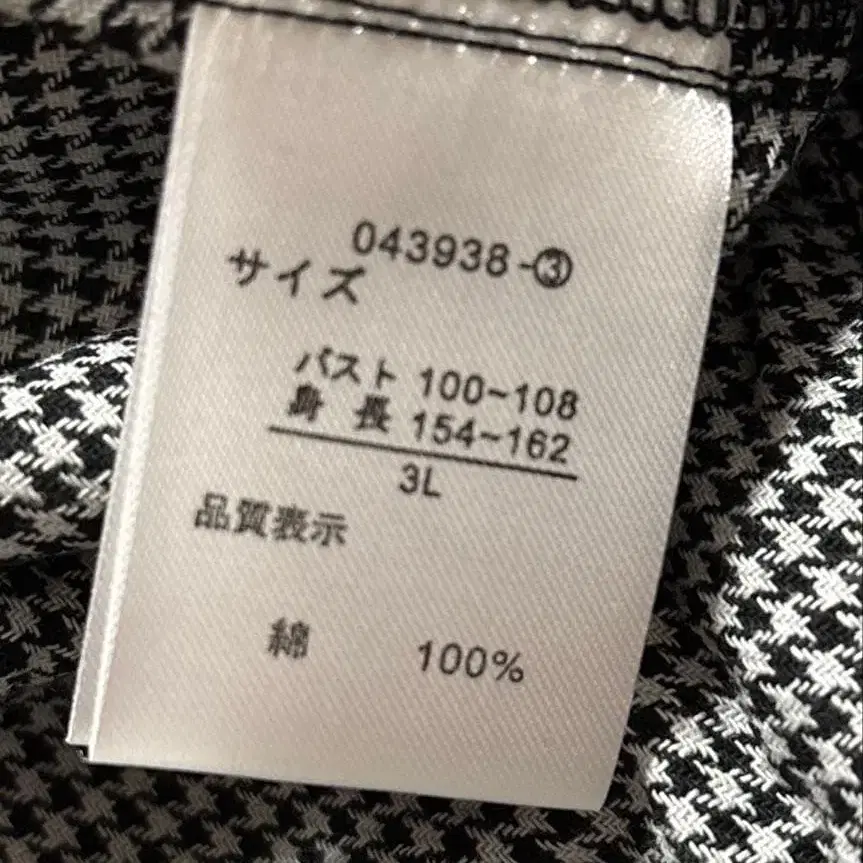 043938-③
サイズ
バスト 100~108
身長 154~162
3L
品質表示
綿 100%